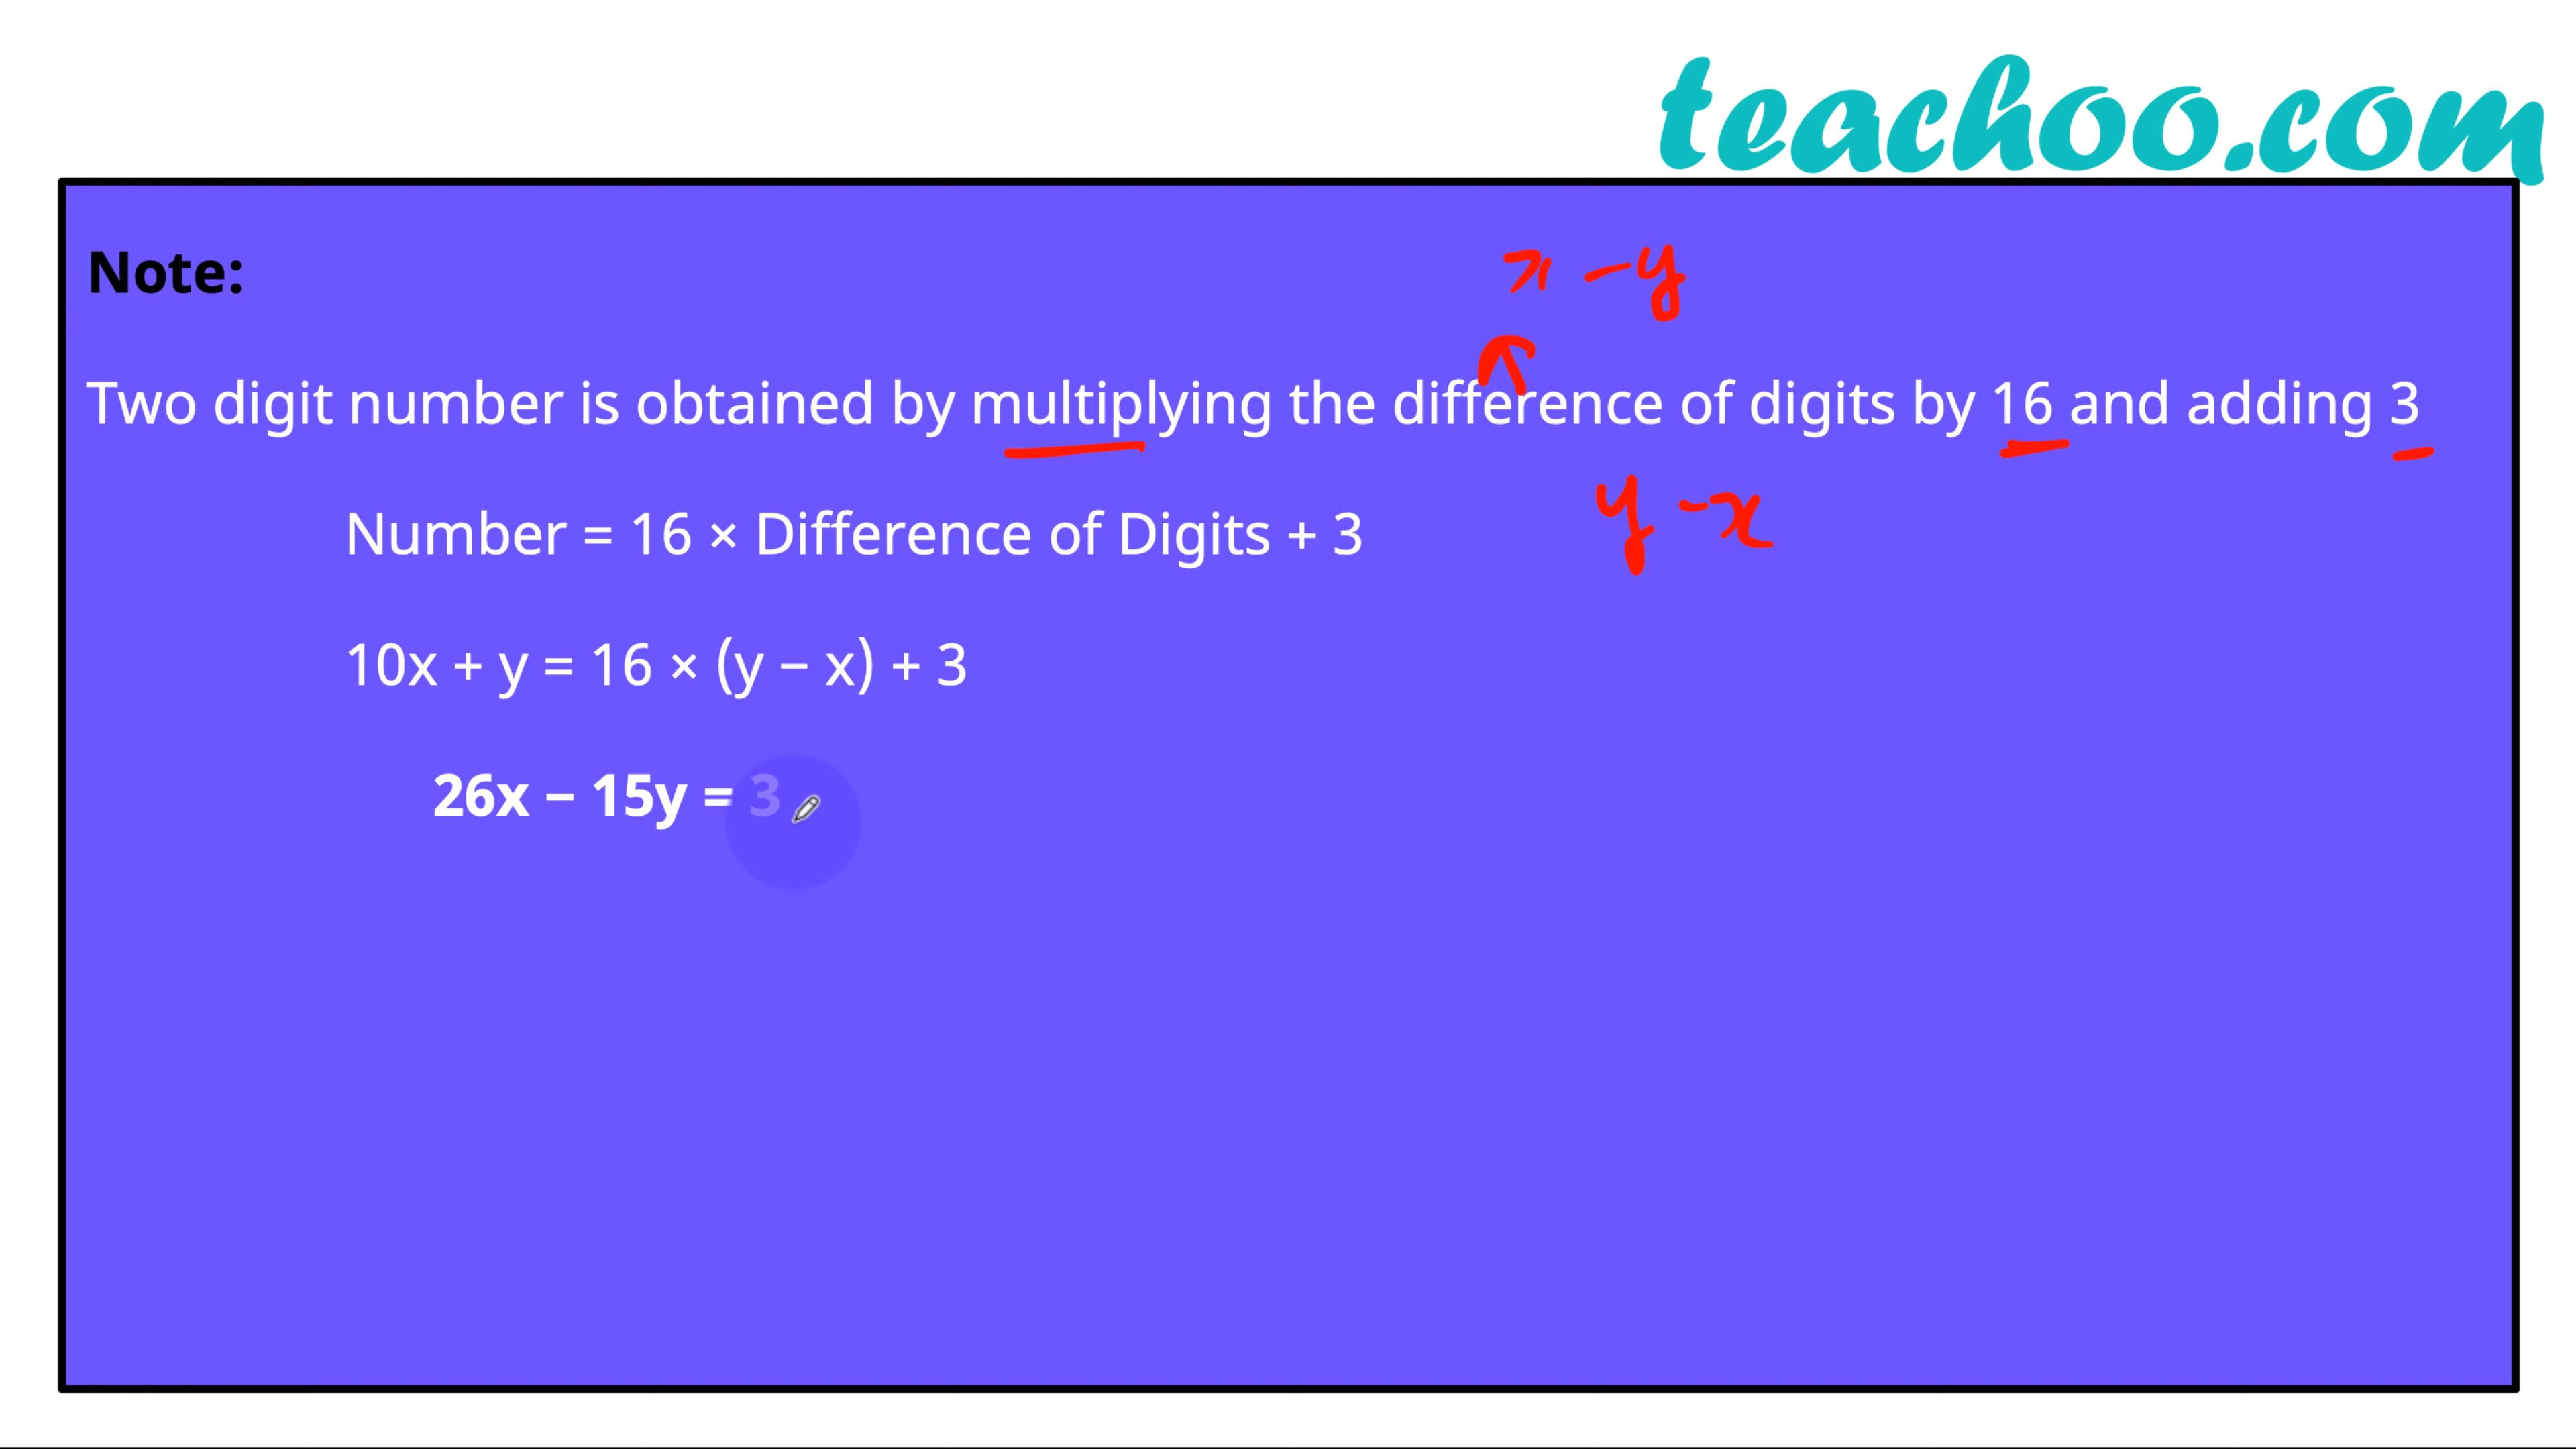 teachoo.com
Note:
x - y
Two digit number is obtained by multiplying the difference of digits by 16 and adding 3
y - x
Number = 16 × Difference of Digits + 3
10x + y = 16 × (y − x) + 3
26x − 15y = 3